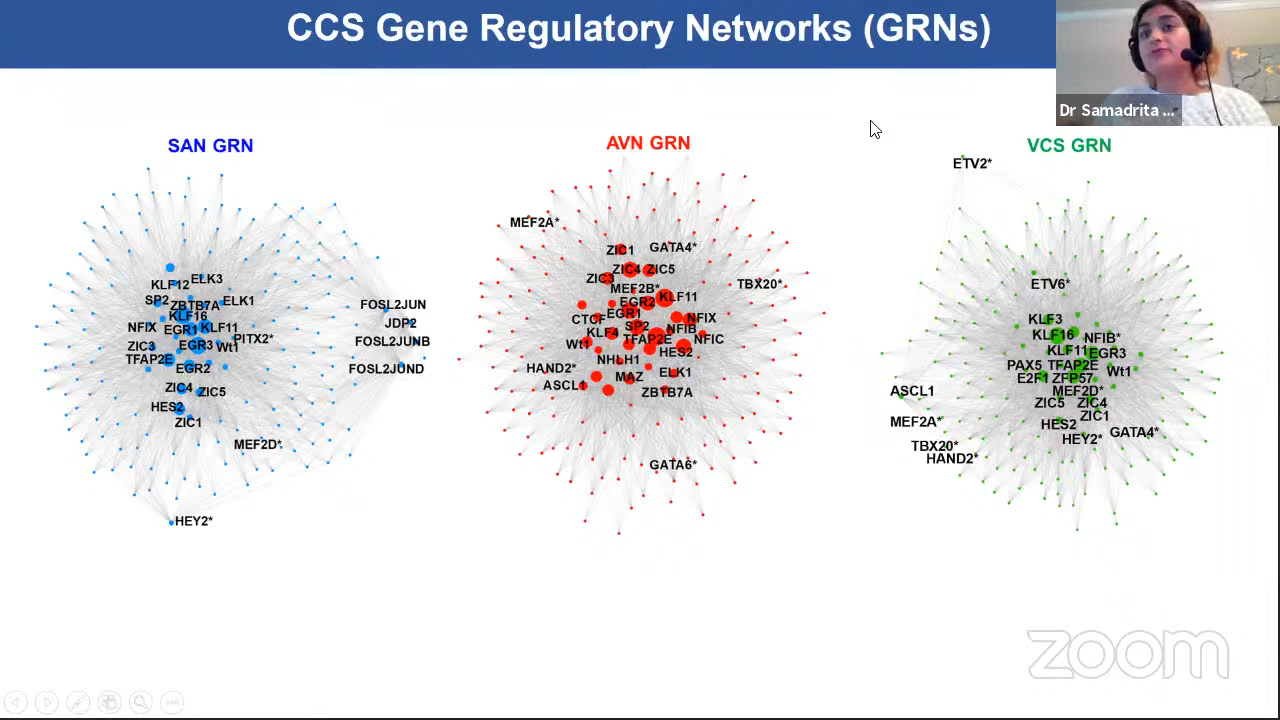 CCS Gene Regulatory Networks (GRNs)
Dr Samadrita ...
SAN GRN
ELK3
KLF12
SP2
ZBTB7A
ELK1
KLF16
NFIX
EGR1
KLF11
PITX2*
ZIC3
EGR3
Wt1
TFAP2E
EGR2
ZIC4
ZIC5
HES2
ZIC1
MEF2D*
HEY2*
FOSL2JUN
JDP2
FOSL2JUNB
FOSL2JUND
AVN GRN
MEF2A*
ZIC1
GATA4*
ZIC4
ZIC5
ZIC3
TBX20*
MEF2B*
KLF11
EGR2
EGR1
CTCF
NFIX
SP2
NFIB
KLF4
TFAP2E
NFIC
Wt1
HES2
NHLH1
HAND2*
MAZ
ELK1
ASCL1
ZBTB7A
GATA6*
VCS GRN
ETV2*
ETV6*
KLF3
KLF16
NFIB*
KLF11
EGR3
PAX5
TFAP2E
Wt1
E2F1
ZFP57
MEF2D*
ASCL1
ZIC5
ZIC4
ZIC1
MEF2A*
HES2
GATA4*
HEY2*
TBX20*
HAND2*
zoom